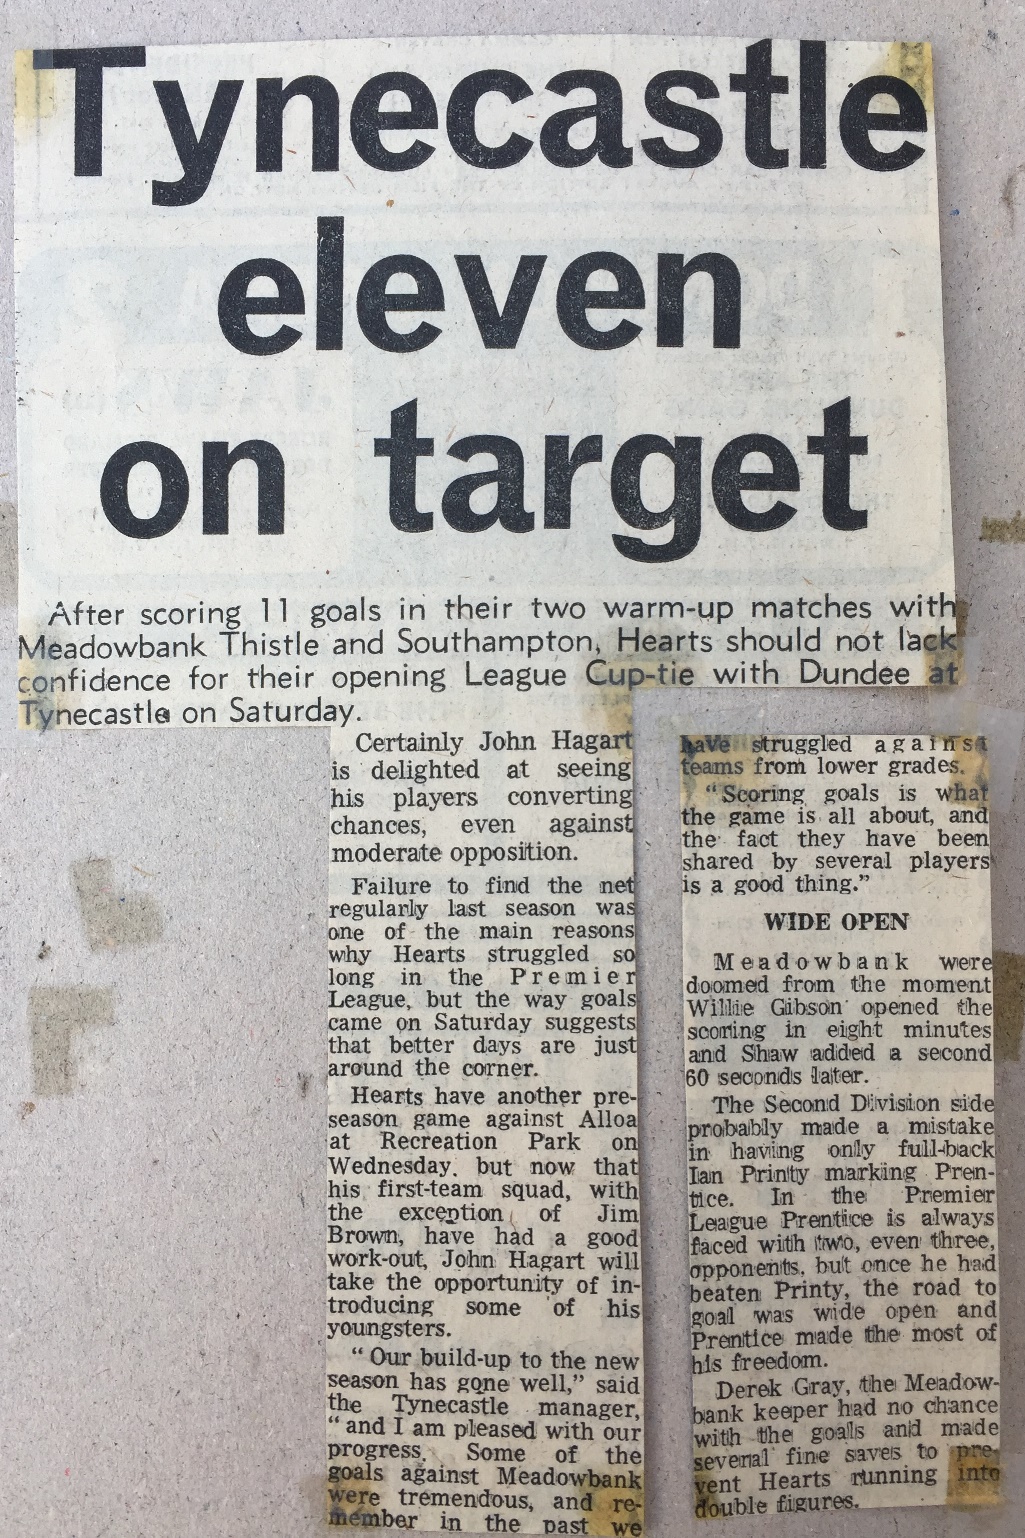 Tynecastle
eleven
on target
After scoring 11 goals in their two warm-up matches with
Meadowbank Thistle and Southampton, Hearts should not lack
confidence for their opening League Cup-tie with Dundee at
Tynecastle on Saturday.
Certainly John Hagart
is delighted at seeing
his players converting
chances, even against
moderate opposition.
Failure to find the net
regularly last season was
one of the main reasons
why Hearts struggled so
long in the Premier
League, but the way goals
came on Saturday suggests
that better days are just
around the corner.
Hearts have another pre-
season game against Alloa
at Recreation Park on
Wednesday, but now that
his first-team squad, with
the exception of Jim
Brown, have had a good
work-out, John Hagart will
take the opportunity of in-
troducing some of his
youngsters.
"Our build-up to the new
season has gone well," said
the Tynecastle manager,
"and I am pleased with our
progress. Some of the
goals against Meadowbank
were tremendous, and re-
member in the past we
have struggled against
teams from lower grades.
"Scoring goals is what
the game is all about, and
the fact they have been
shared by several players
is a good thing."
WIDE OPEN
Meadowbank were
doomed from the moment
Willie Gibson opened the
scoring in eight minutes
and Shaw added a second
60 seconds later.
The Second Division side
probably made a mistake
in having only full-back
Ian Printy marking Pren-
tice. In the Premier
League Prentice is always
faced with two, even three,
opponents, but once he had
beaten Printy, the road to
goal was wide open and
Prentice made the most of
his freedom.
Derek Gray, the Meadow-
bank keeper had no chance
with the goals and made
several fine saves to pre-
vent Hearts running into
double figures.